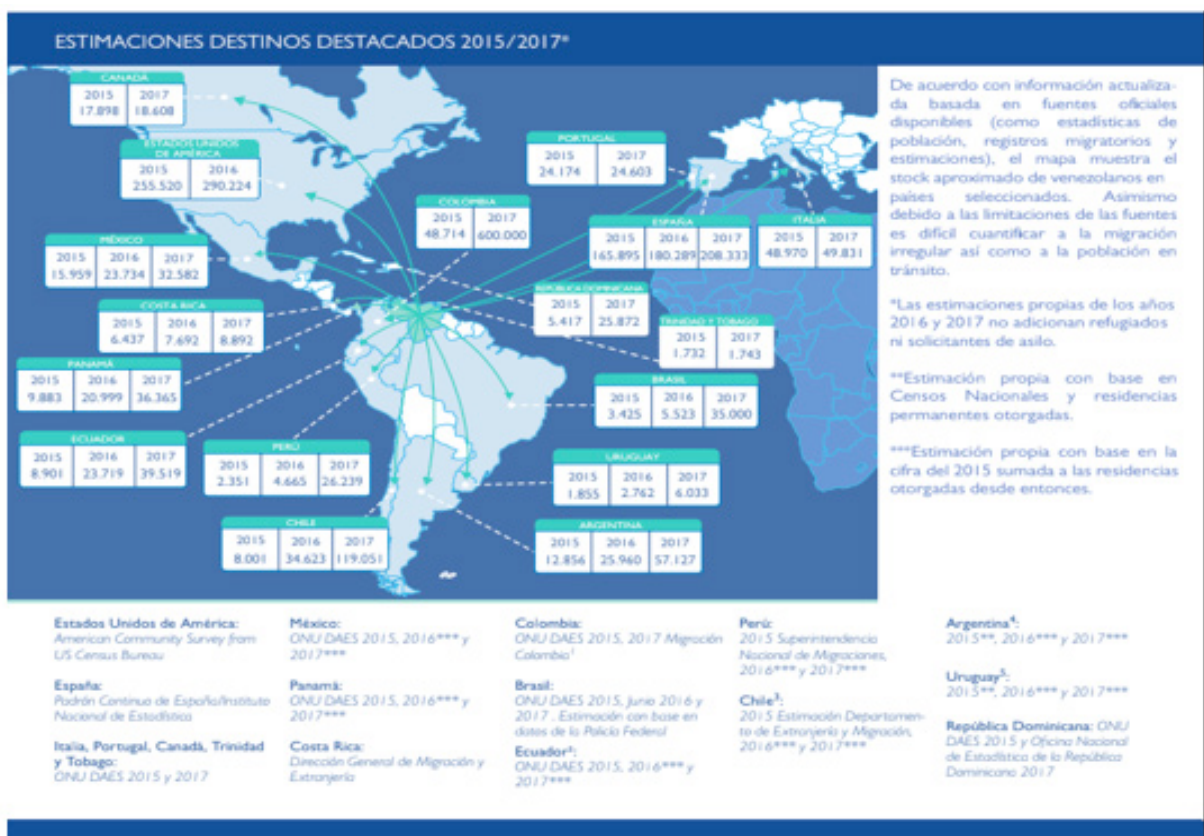 ESTIMACIONES DESTINOS DESTACADOS 2015/2017*
CANADÁ
2015 2017
17.898 18.608
ESTADOS UNIDOS
DE AMÉRICA
2015 2016
255.520 290.224
MÉXICO
2015 2016 2017
15.959 23.734 32.582
COSTA RICA
2015 2016 2017
6.437 7.692 8.892
PANAMÁ
2015 2016 2017
9.883 20.999 36.365
ECUADOR
2015 2016 2017
8.901 23.719 39.519
PERÚ
2015 2016 2017
2.351 4.665 26.239
CHILE
2015 2016 2017
8.001 34.623 119.051
COLOMBIA
2015 2017
48.714 600.000
PORTUGAL
2015 2017
24.174 24.603
ESPAÑA
2015 2016 2017
165.895 180.289 208.333
ITALIA
2015 2017
48.970 49.831
REPÚBLICA DOMINICANA
2015 2017
5.417 25.872
TRINIDAD Y TOBAGO
2015 2017
1.732 1.743
BRASIL
2015 2016 2017
3.425 5.523 35.000
URUGUAY
2015 2016 2017
1.855 2.762 6.033
ARGENTINA
2015 2016 2017
12.856 25.960 57.127
De acuerdo con información actualiza-
da basada en fuentes oficiales
disponibles (como estadísticas de
población, registros migratorios y
estimaciones), el mapa muestra el
stock aproximado de venezolanos en
países seleccionados. Asimismo
debido a las limitaciones de las fuentes
es difícil cuantificar a la migración
irregular así como a la población en
tránsito.
*Las estimaciones propias de los años
2016 y 2017 no adicionan refugiados
ni solicitantes de asilo.
**Estimación propia con base en
Censos Nacionales y residencias
permanentes otorgadas.
***Estimación propia con base en la
cifra del 2015 sumada a las residencias
otorgadas desde entonces.
Estados Unidos de América:
American Community Survey from
US Census Bureau
España:
Padrón Continuo de España/Instituto
Nacional de Estadística
Italia, Portugal, Canadá, Trinidad
y Tobago:
ONU DAES 2015 y 2017
México:
ONU DAES 2015, 2016*** y
2017***
Panamá:
ONU DAES 2015, 2016*** y
2017***
Costa Rica:
Dirección General de Migración y
Extranjería
Colombia:
ONU DAES 2015, 2017 Migración
Colombia¹
Brasil:
ONU DAES 2015, Junio 2016 y
2017 . Estimación con base en
datos de la Policía Federal
Ecuador²:
ONU DAES 2015, 2016*** y
2017***
Perú:
2015 Superintendencia
Nacional de Migraciones,
2016*** y 2017***
Chile³:
2015 Estimación Departamen-
to de Extranjería y Migración,
2016*** y 2017***
Argentina⁴:
2015**, 2016*** y 2017***
Uruguay⁵:
2015**, 2016*** y 2017***
República Dominicana: ONU
DAES 2015 y Oficina Nacional
de Estadística de la República
Dominicana 2017